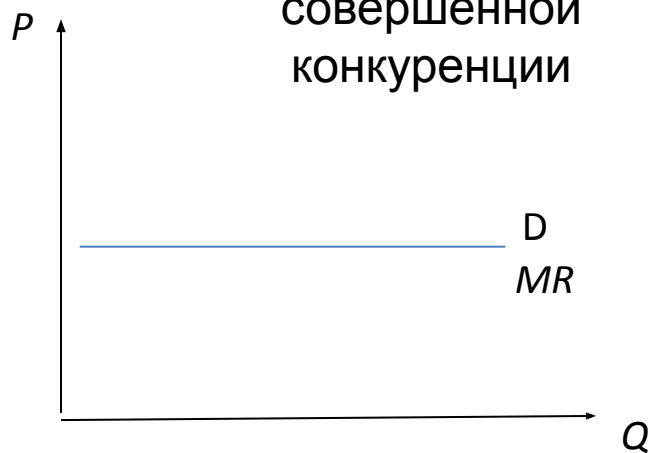 совершенной
конкуренции
P
D
MR
Q